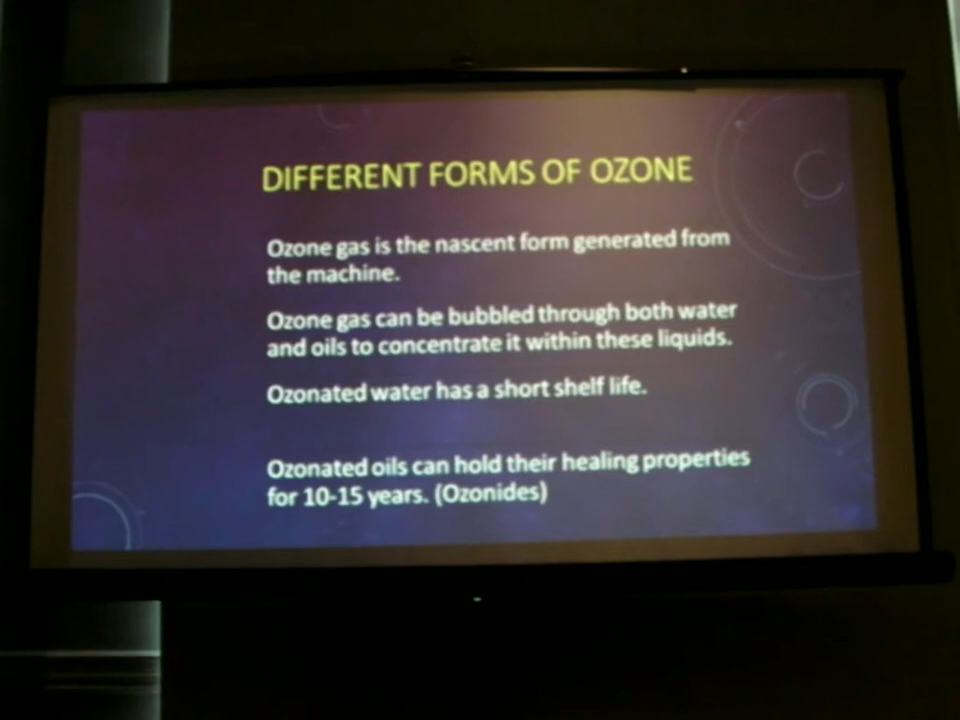 DIFFERENT FORMS OF OZONE
Ozone gas is the nascent form generated from
the machine.
Ozone gas can be bubbled through both water
and oils to concentrate it within these liquids.
Ozonated water has a short shelf life.
Ozonated oils can hold their healing properties
for 10-15 years. (Ozonides)